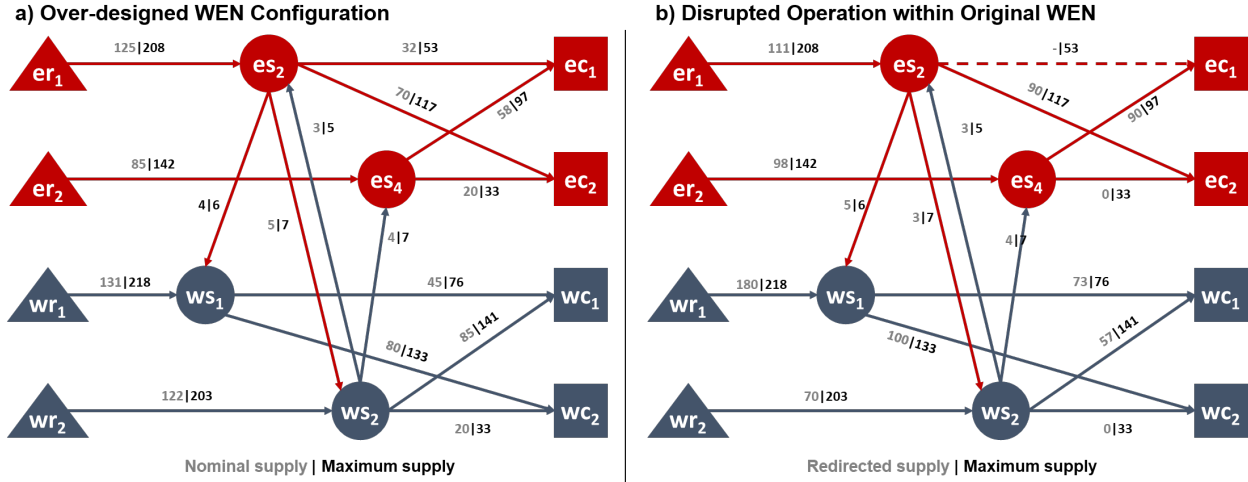 a) Over-designed WEN Configuration
125|208
32|53
er1
es2
ec1
70|117
58|97
3|5
85|142
20|33
er2
es4
ec2
4|6
5|7
4|7
131|218
45|76
wr1
ws1
wc1
85|141
80|133
122|203
20|33
wr2
ws2
wc2
Nominal supply | Maximum supply
b) Disrupted Operation within Original WEN
111|208
-|53
er1
es2
ec1
90|117
90|97
3|5
98|142
0|33
er2
es4
ec2
5|6
3|7
4|7
180|218
73|76
wr1
ws1
wc1
57|141
100|133
70|203
0|33
wr2
ws2
wc2
Redirected supply | Maximum supply